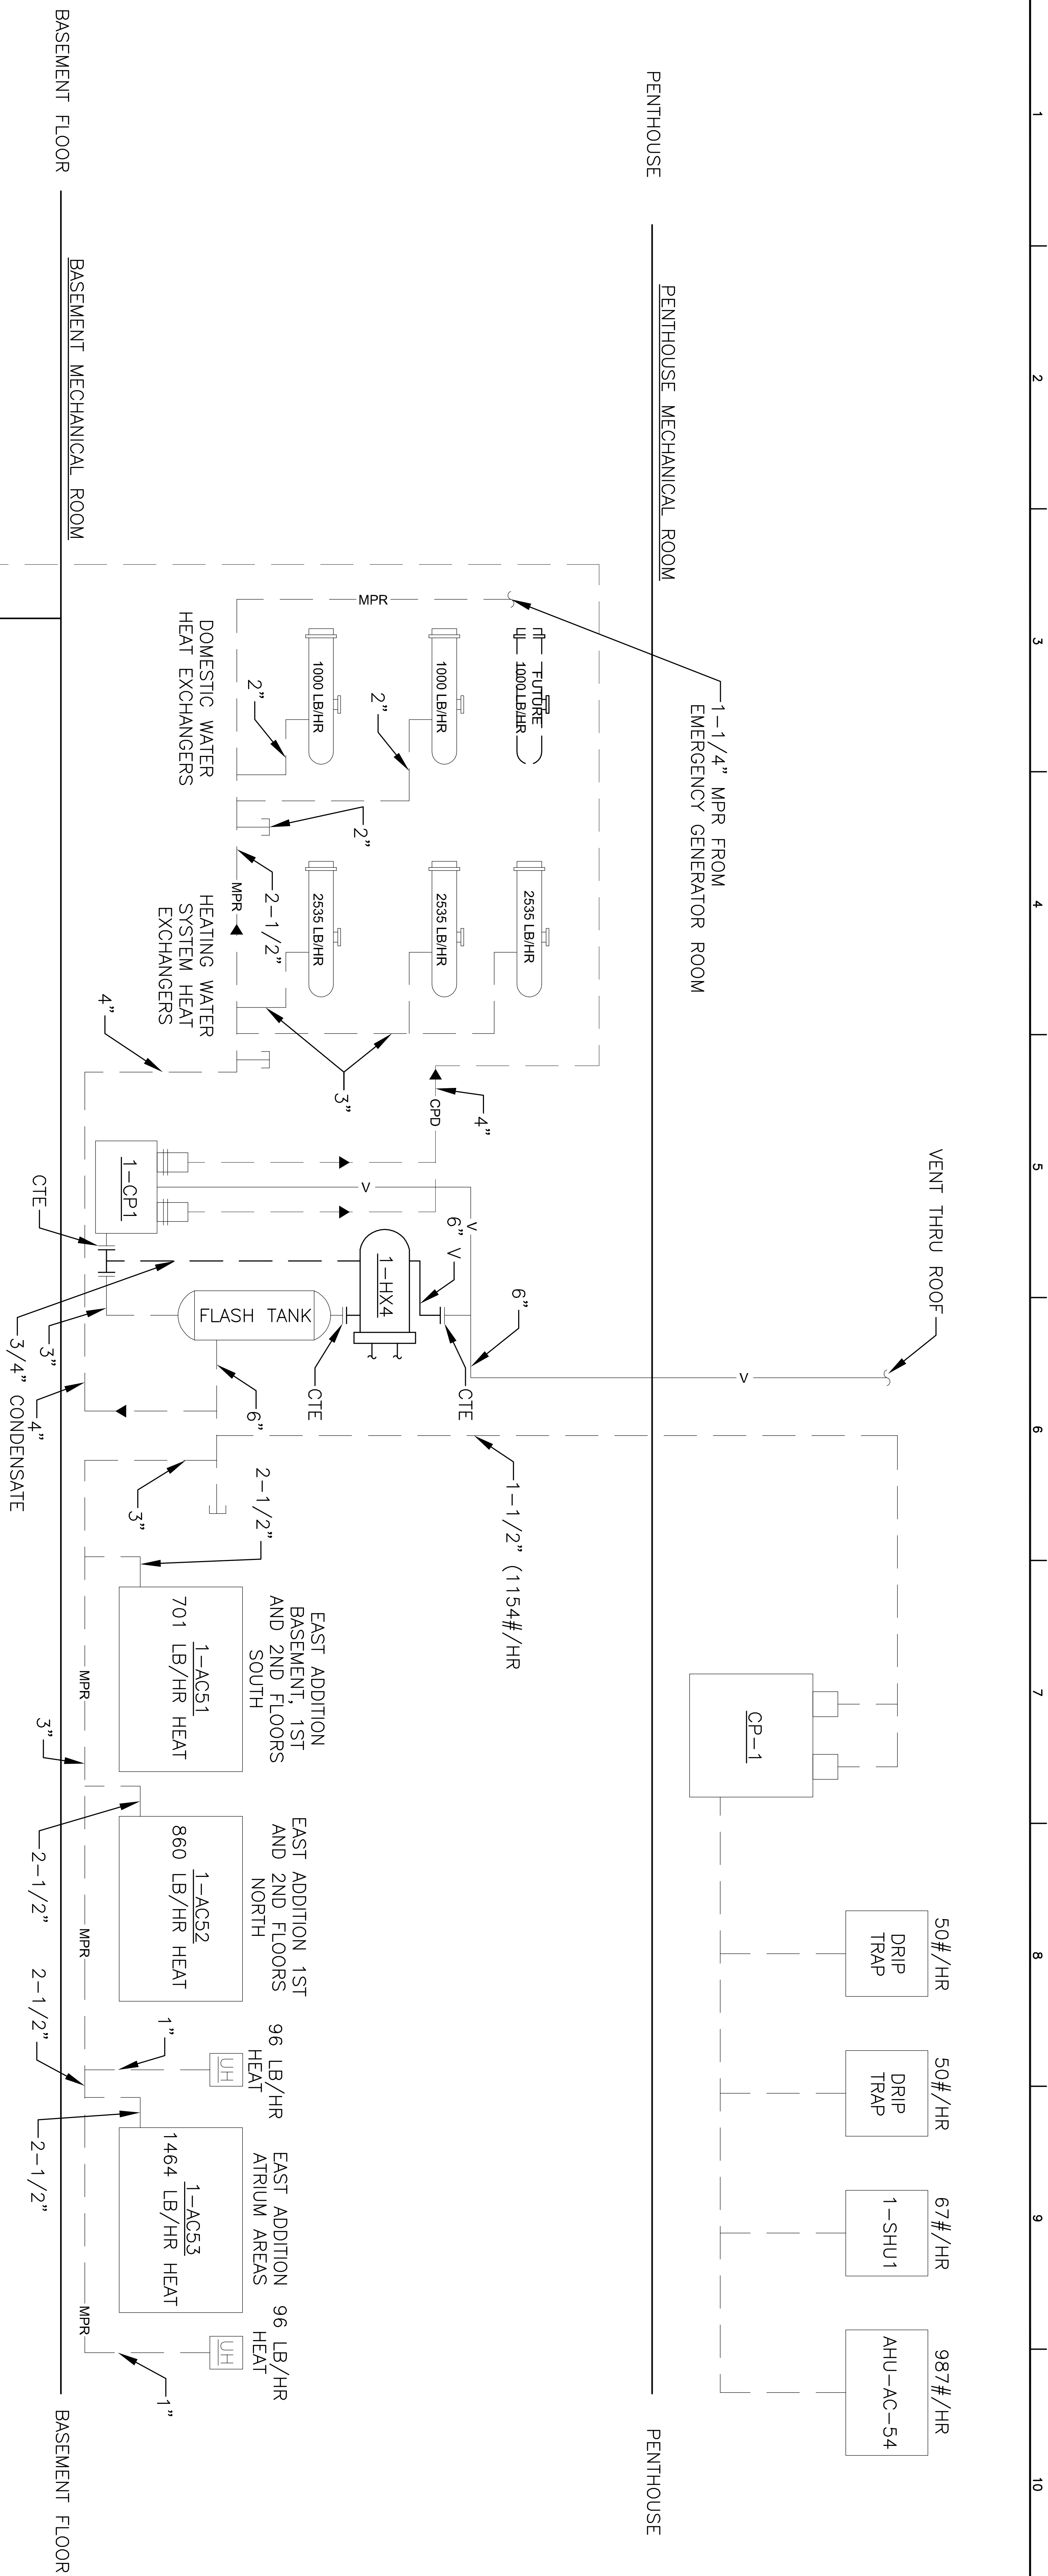 1
2
3
4
5
6
7
8
9
10
VENT THRU ROOF
50#/HR
DRIP
TRAP
50#/HR
DRIP
TRAP
67#/HR
1-SHU1
987#/HR
AHU-AC-54
CP-1
PENTHOUSE
PENTHOUSE MECHANICAL ROOM
PENTHOUSE
1-1/4" MPR FROM
EMERGENCY GENERATOR ROOM
V
1-1/2" (1154#/HR
MPR
FUTURE
1000 LB/HR
1000 LB/HR
1000 LB/HR
2"
2"
2"
DOMESTIC WATER
HEAT EXCHANGERS
2535 LB/HR
2535 LB/HR
2535 LB/HR
2-1/2"
MPR
HEATING WATER
SYSTEM HEAT
EXCHANGERS
3"
4"
4"
CPD
V
V
6"
V
6"
1-HX4
CTE
CTE
FLASH TANK
6"
1-CP1
CTE
3"
3/4" CONDENSATE
4"
3"
2-1/2"
EAST ADDITION
BASEMENT, 1ST
AND 2ND FLOORS
SOUTH
1-AC51
701 LB/HR HEAT
MPR
3"
EAST ADDITION 1ST
AND 2ND FLOORS
NORTH
1-AC52
860 LB/HR HEAT
2-1/2"
MPR
96 LB/HR
HEAT
UH
1"
2-1/2"
2-1/2"
EAST ADDITION
ATRIUM AREAS
1-AC53
1464 LB/HR HEAT
MPR
96 LB/HR
HEAT
UH
1"
BASEMENT FLOOR
BASEMENT MECHANICAL ROOM
BASEMENT FLOOR